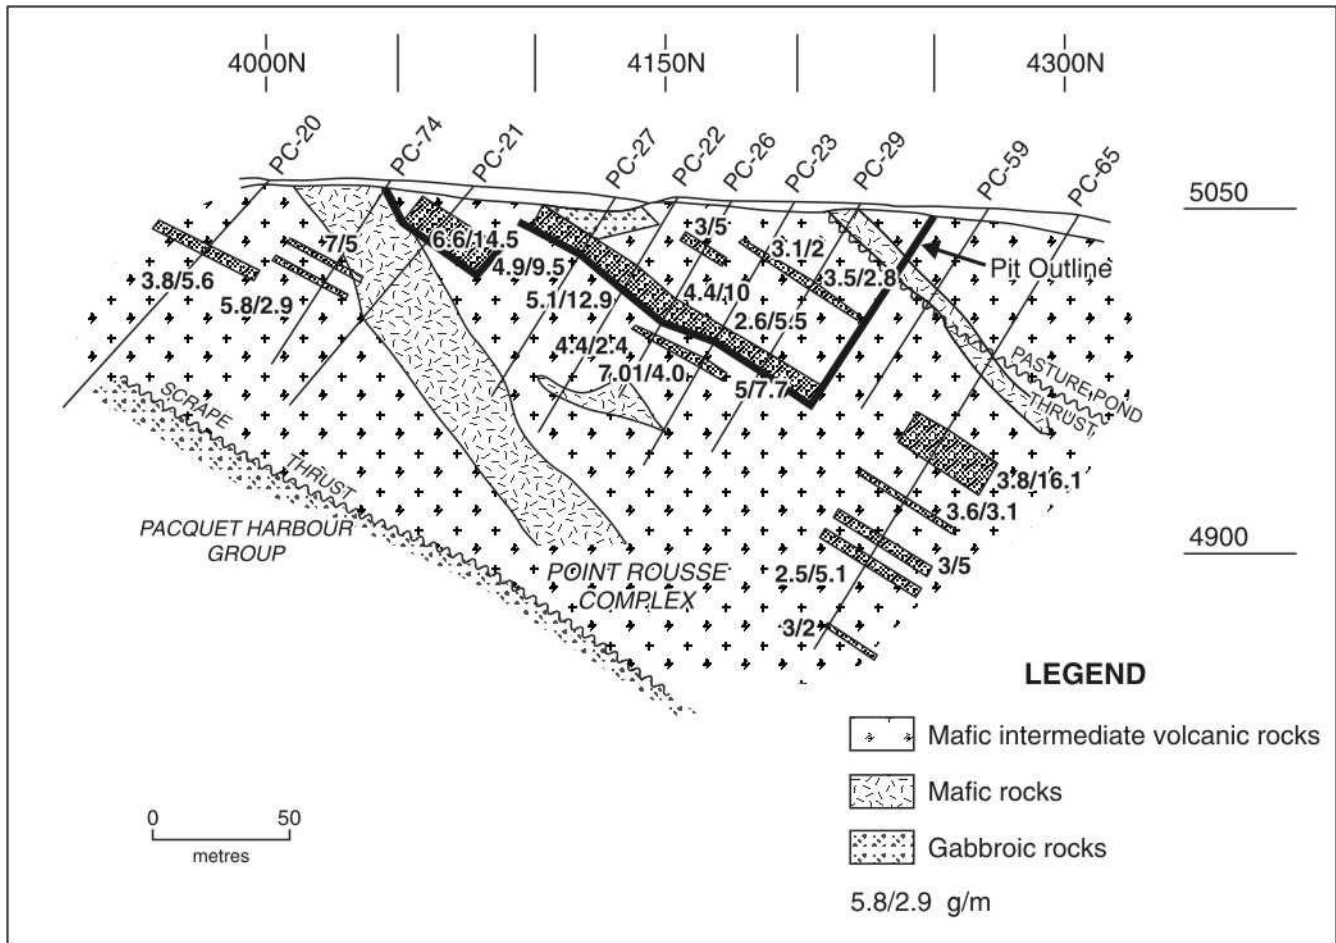 4000N 4150N 4300N
PC-20 PC-74 PC-21 PC-27 PC-22 PC-26 PC-23 PC-29 PC-59 PC-65
5050
7/5
6.6/14.5
3/5
3.1/2
3.8/5.6
4.9/9.5
3.5/2.8
Pit Outline
5.8/2.9
5.1/12.9
4.4/10
2.6/5.5
4.4/2.4
7.01/4.0
5/7.7
PASTURE POND
THRUST
SCRAPE
THRUST
3.8/16.1
3.6/3.1
PACQUET HARBOUR
GROUP
4900
POINT ROUSSE
COMPLEX
3/5
2.5/5.1
3/2
LEGEND
Mafic intermediate volcanic rocks
Mafic rocks
Gabbroic rocks
5.8/2.9 g/m
0 50
metres